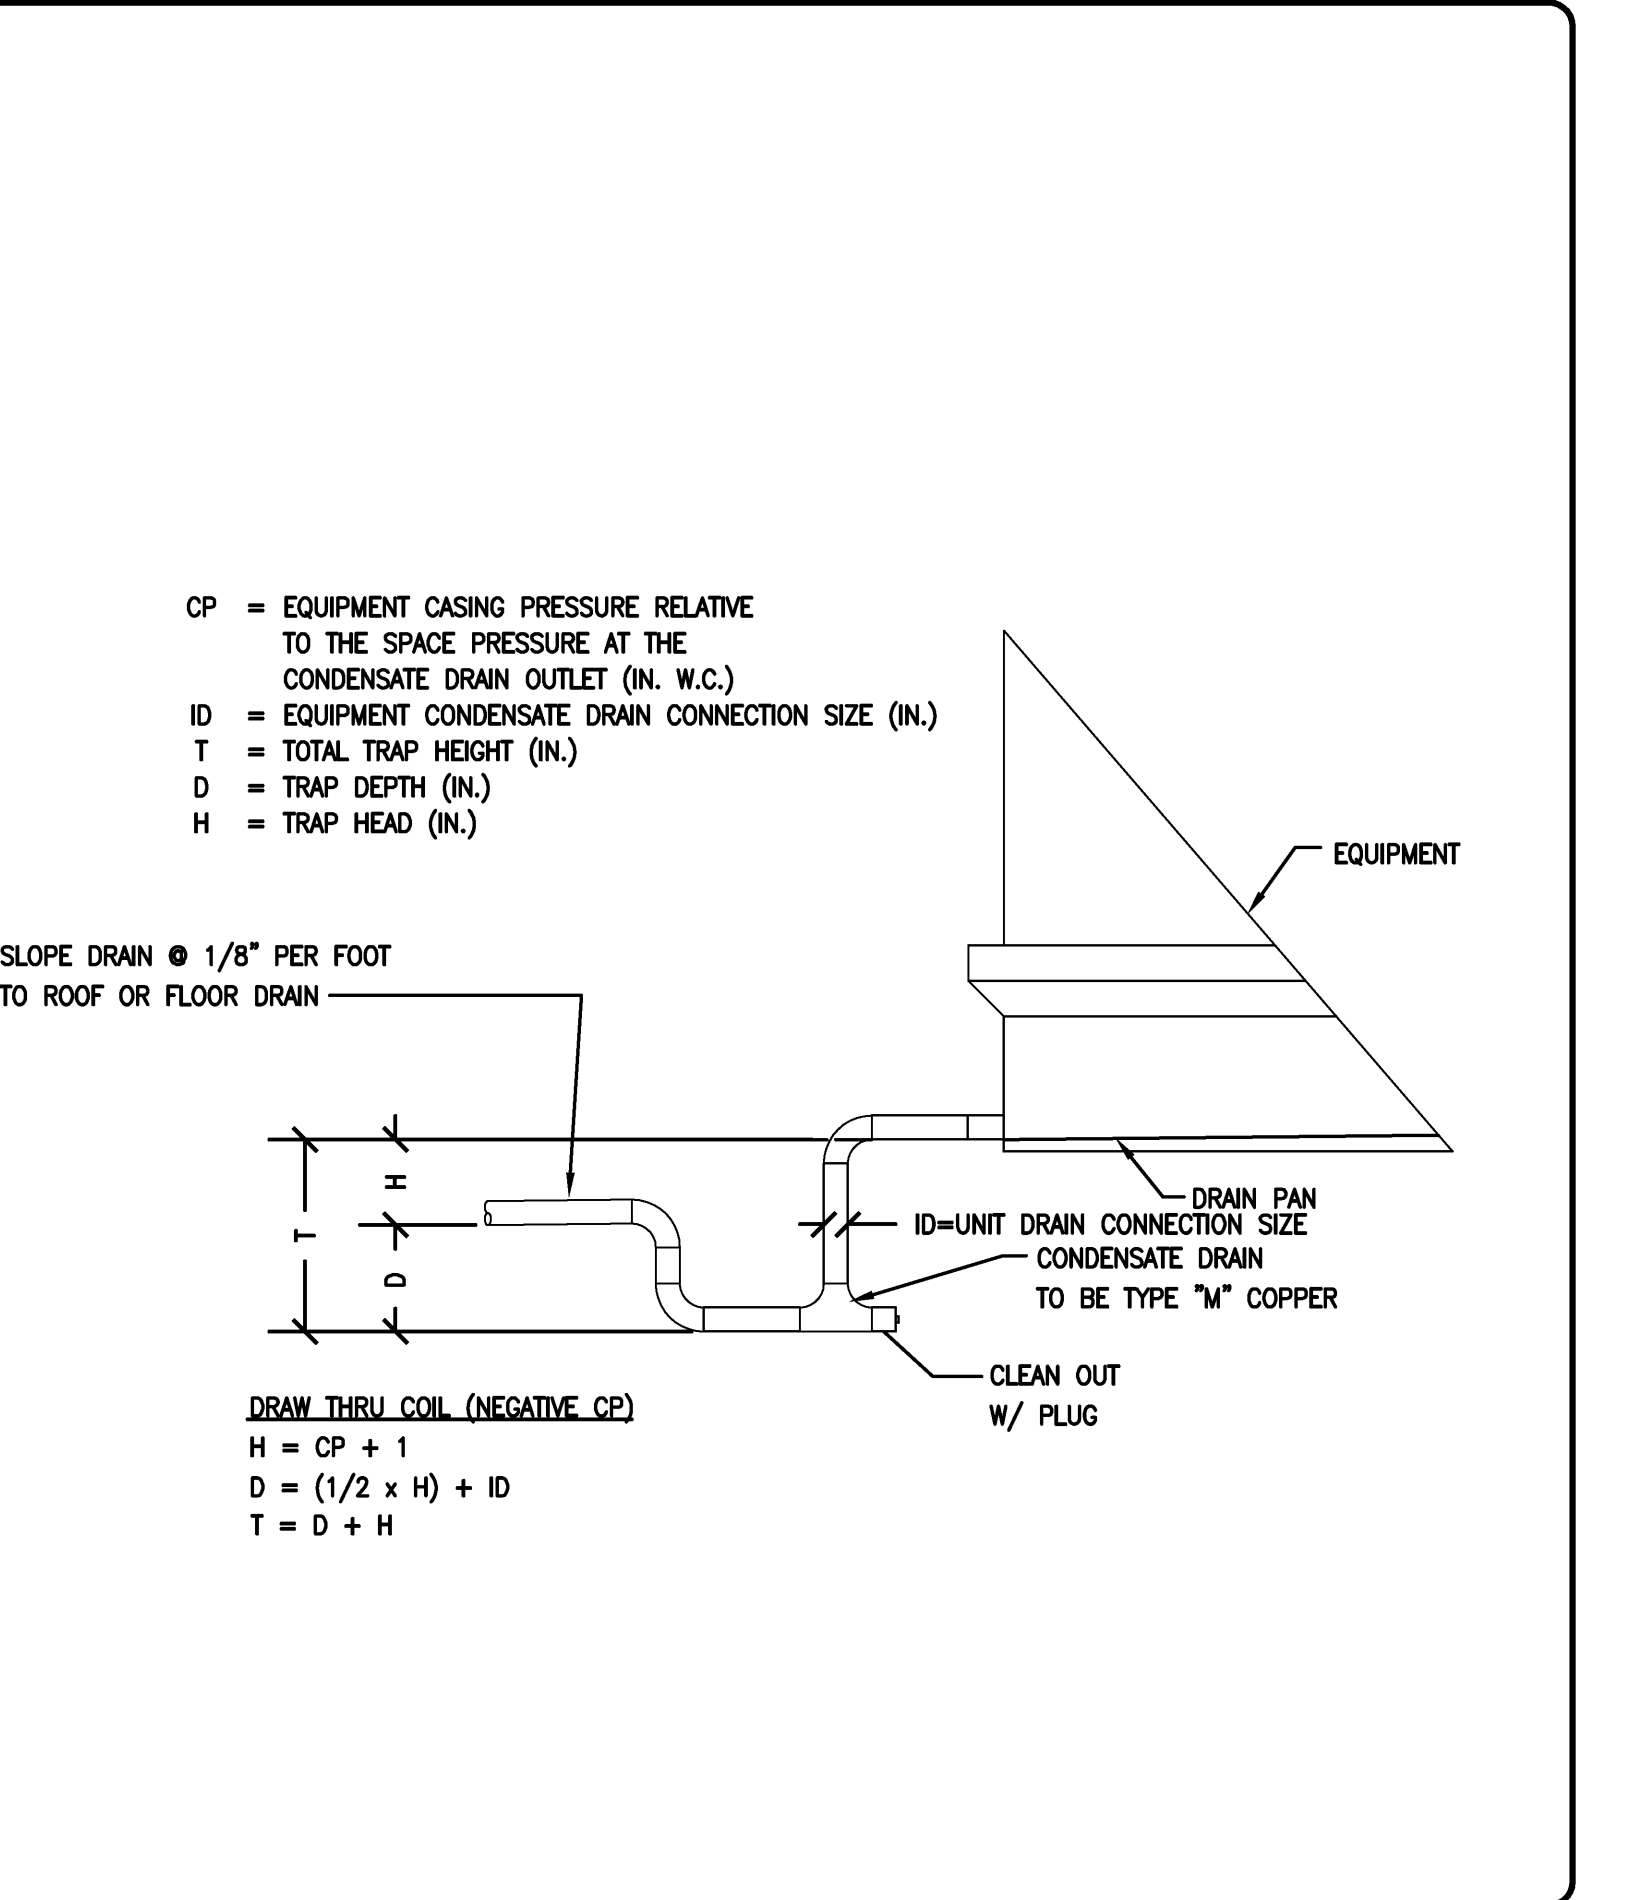 CP = EQUIPMENT CASING PRESSURE RELATIVE
TO THE SPACE PRESSURE AT THE
CONDENSATE DRAIN OUTLET (IN. W.C.)
ID = EQUIPMENT CONDENSATE DRAIN CONNECTION SIZE (IN.)
T = TOTAL TRAP HEIGHT (IN.)
D = TRAP DEPTH (IN.)
H = TRAP HEAD (IN.)
EQUIPMENT
SLOPE DRAIN @ 1/8" PER FOOT
TO ROOF OR FLOOR DRAIN
H
T
D
DRAIN PAN
ID=UNIT DRAIN CONNECTION SIZE
CONDENSATE DRAIN
TO BE TYPE "M" COPPER
CLEAN OUT
W/ PLUG
DRAW THRU COIL (NEGATIVE CP)
H = CP + 1
D = (1/2 x H) + ID
T = D + H